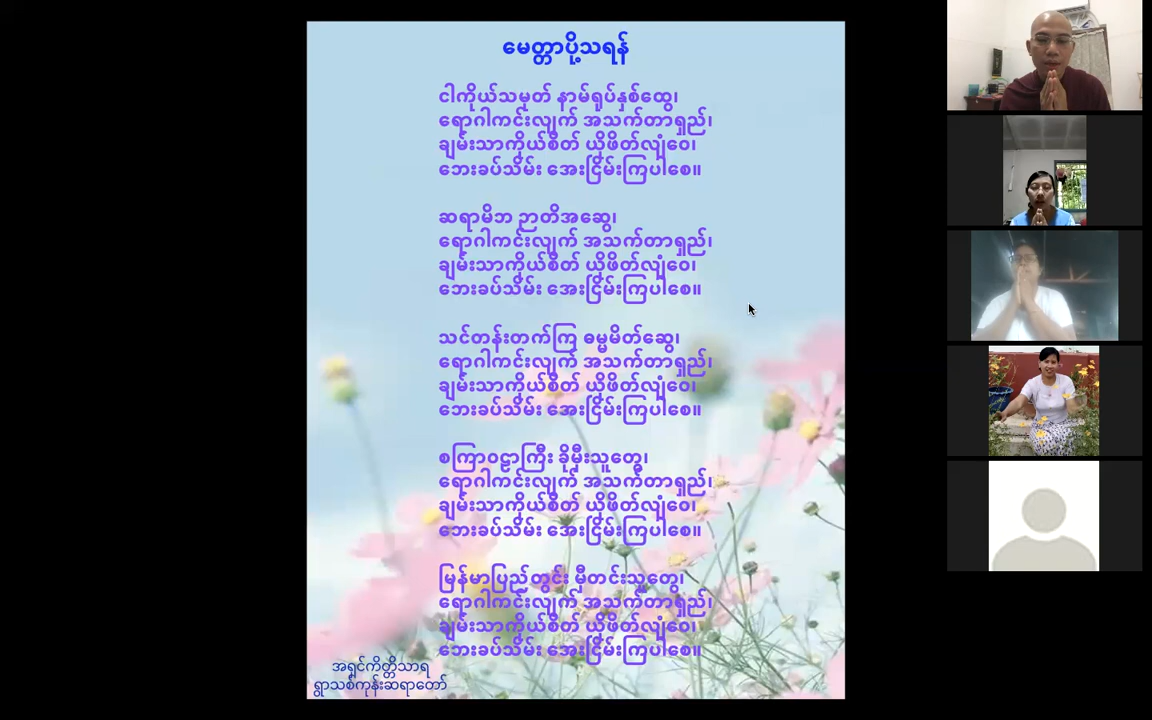 မေတ္တာပို့သရန်
ငါကိုယ်သမုတ် နာမ်ရုပ်နှစ်ထွေ၊
ရောဂါကင်းလျက် အသက်တာရှည်၊
ချမ်းသာကိုယ်စိတ် ယိုဖိတ်လျှံဝေ၊
ဘေးခပ်သိမ်း အေးငြိမ်းကြပါစေ။
ဆရာမိဘ ဉာတိအဆွေ၊
ရောဂါကင်းလျက် အသက်တာရှည်၊
ချမ်းသာကိုယ်စိတ် ယိုဖိတ်လျှံဝေ၊
ဘေးခပ်သိမ်း အေးငြိမ်းကြပါစေ။
သင်တန်းတက်ကြ ဓမ္မမိတ်ဆွေ၊
ရောဂါကင်းလျက် အသက်တာရှည်၊
ချမ်းသာကိုယ်စိတ် ယိုဖိတ်လျှံဝေ၊
ဘေးခပ်သိမ်း အေးငြိမ်းကြပါစေ။
စကြာဝဠာကြီး ခိုမှီးသူတွေ၊
ရောဂါကင်းလျက် အသက်တာရှည်၊
ချမ်းသာကိုယ်စိတ် ယိုဖိတ်လျှံဝေ၊
ဘေးခပ်သိမ်း အေးငြိမ်းကြပါစေ။
မြန်မာပြည်တွင်း မှီတင်းသူတွေ၊
ရောဂါကင်းလျက် အသက်တာရှည်၊
ချမ်းသာကိုယ်စိတ် ယိုဖိတ်လျှံဝေ၊
ဘေးခပ်သိမ်း အေးငြိမ်းကြပါစေ။
အရှင်ကိတ္တိသာရ
ရွာသစ်ကုန်းဆရာတော်